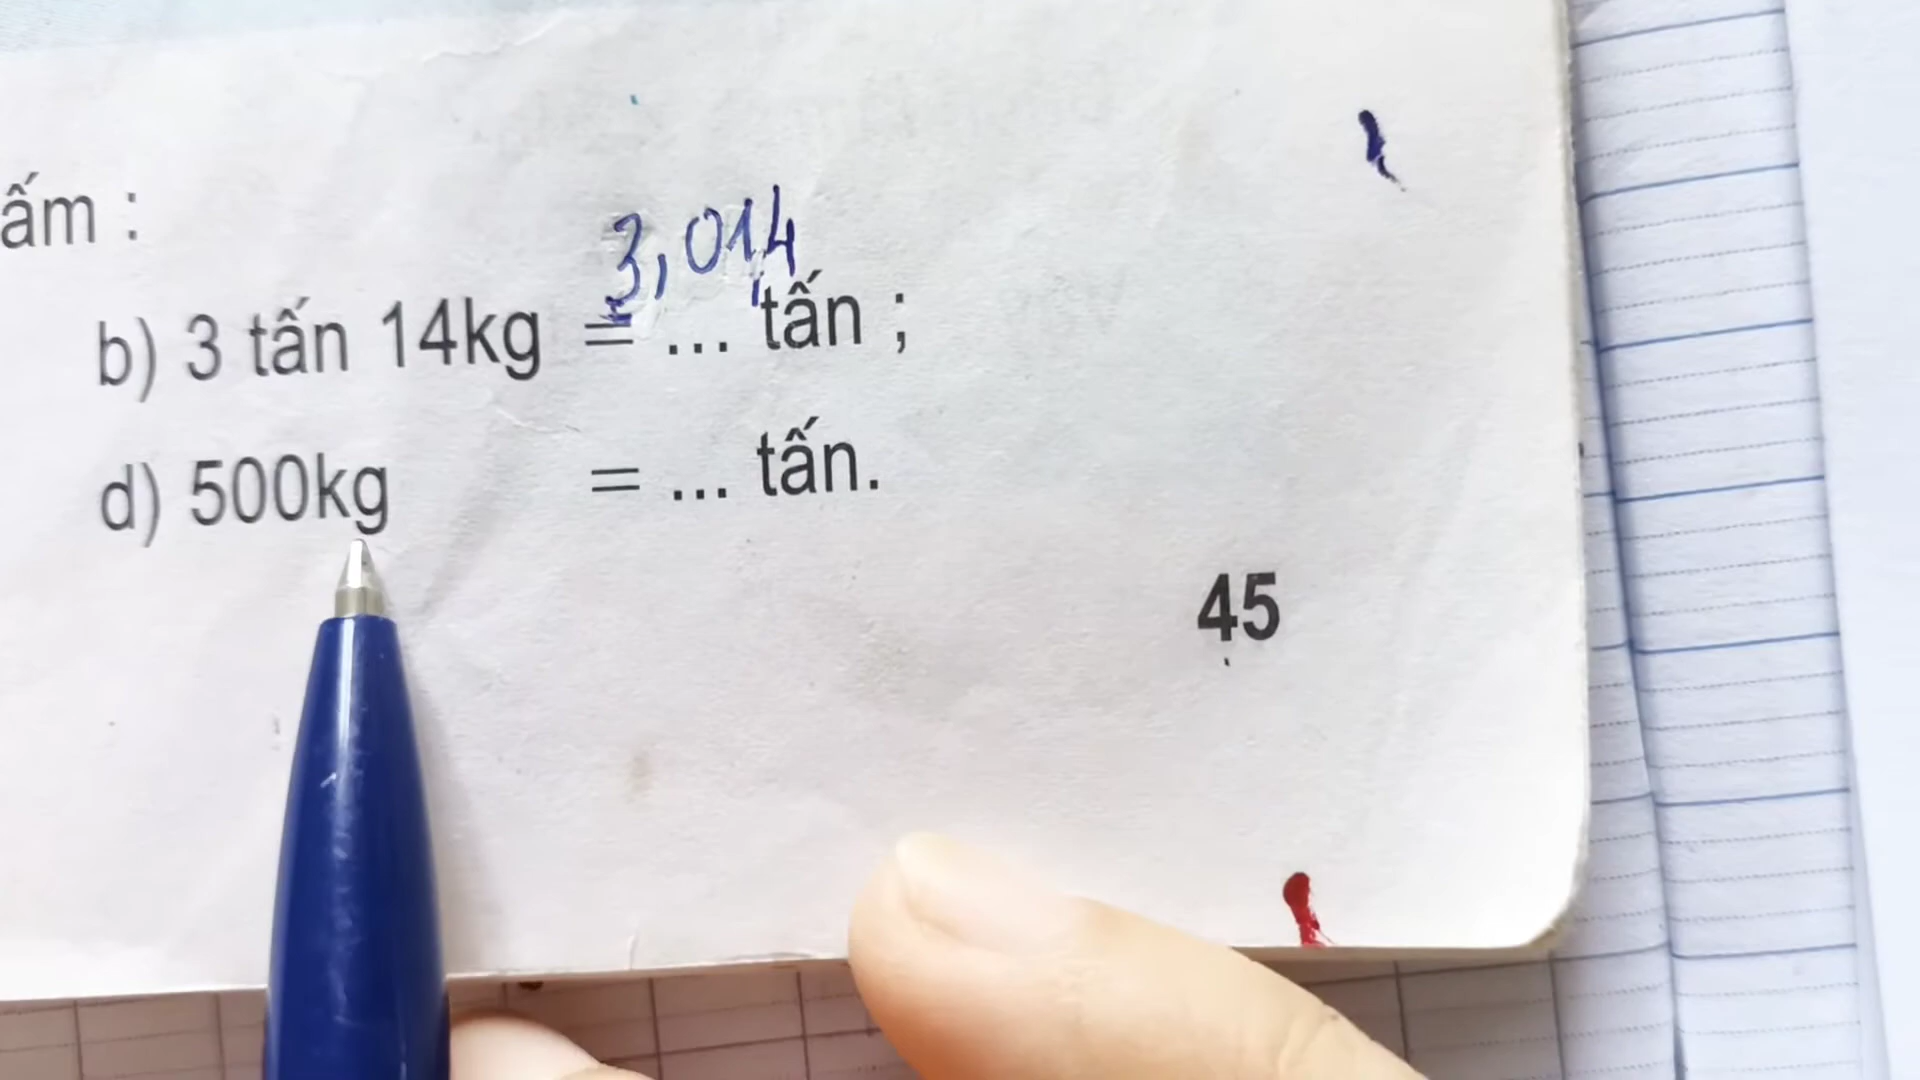 ấm :
3,014
b) 3 tấn 14kg = ... tấn ;
d) 500kg = ... tấn.
45